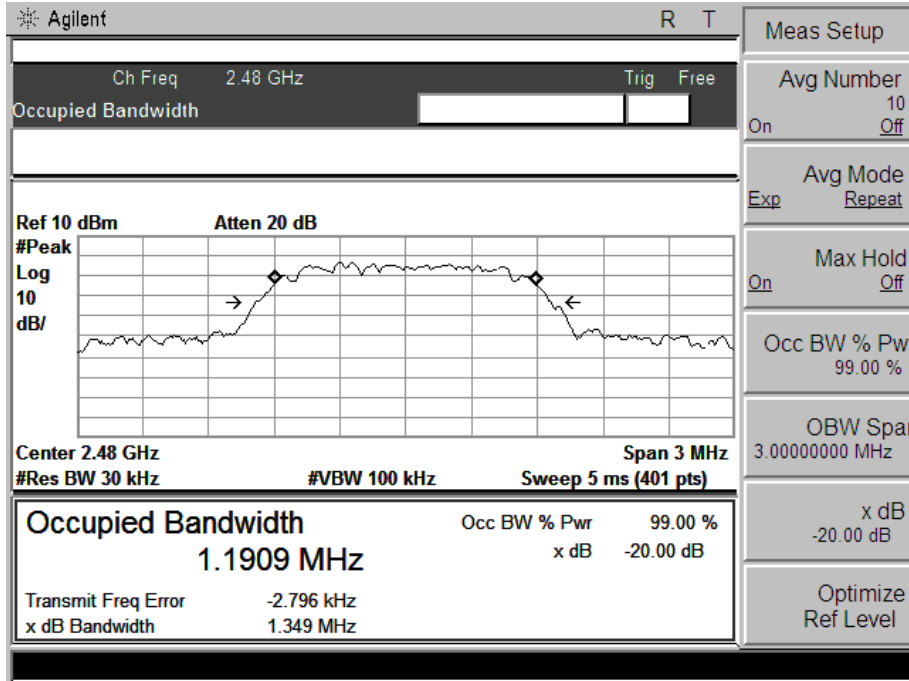 Agilent R T
Ch Freq 2.48 GHz Trig Free
Occupied Bandwidth
Ref 10 dBm Atten 20 dB
#Peak
Log
10
dB/
Center 2.48 GHz Span 3 MHz
#Res BW 30 kHz #VBW 100 kHz Sweep 5 ms (401 pts)
Occupied Bandwidth Occ BW % Pwr 99.00 %
1.1909 MHz x dB -20.00 dB
Transmit Freq Error -2.796 kHz
x dB Bandwidth 1.349 MHz
Meas Setup
Avg Number
10
On Off
Avg Mode
Exp Repeat
Max Hold
On Off
Occ BW % Pw
99.00 %
OBW Spa
3.00000000 MHz
x dB
-20.00 dB
Optimize
Ref Level